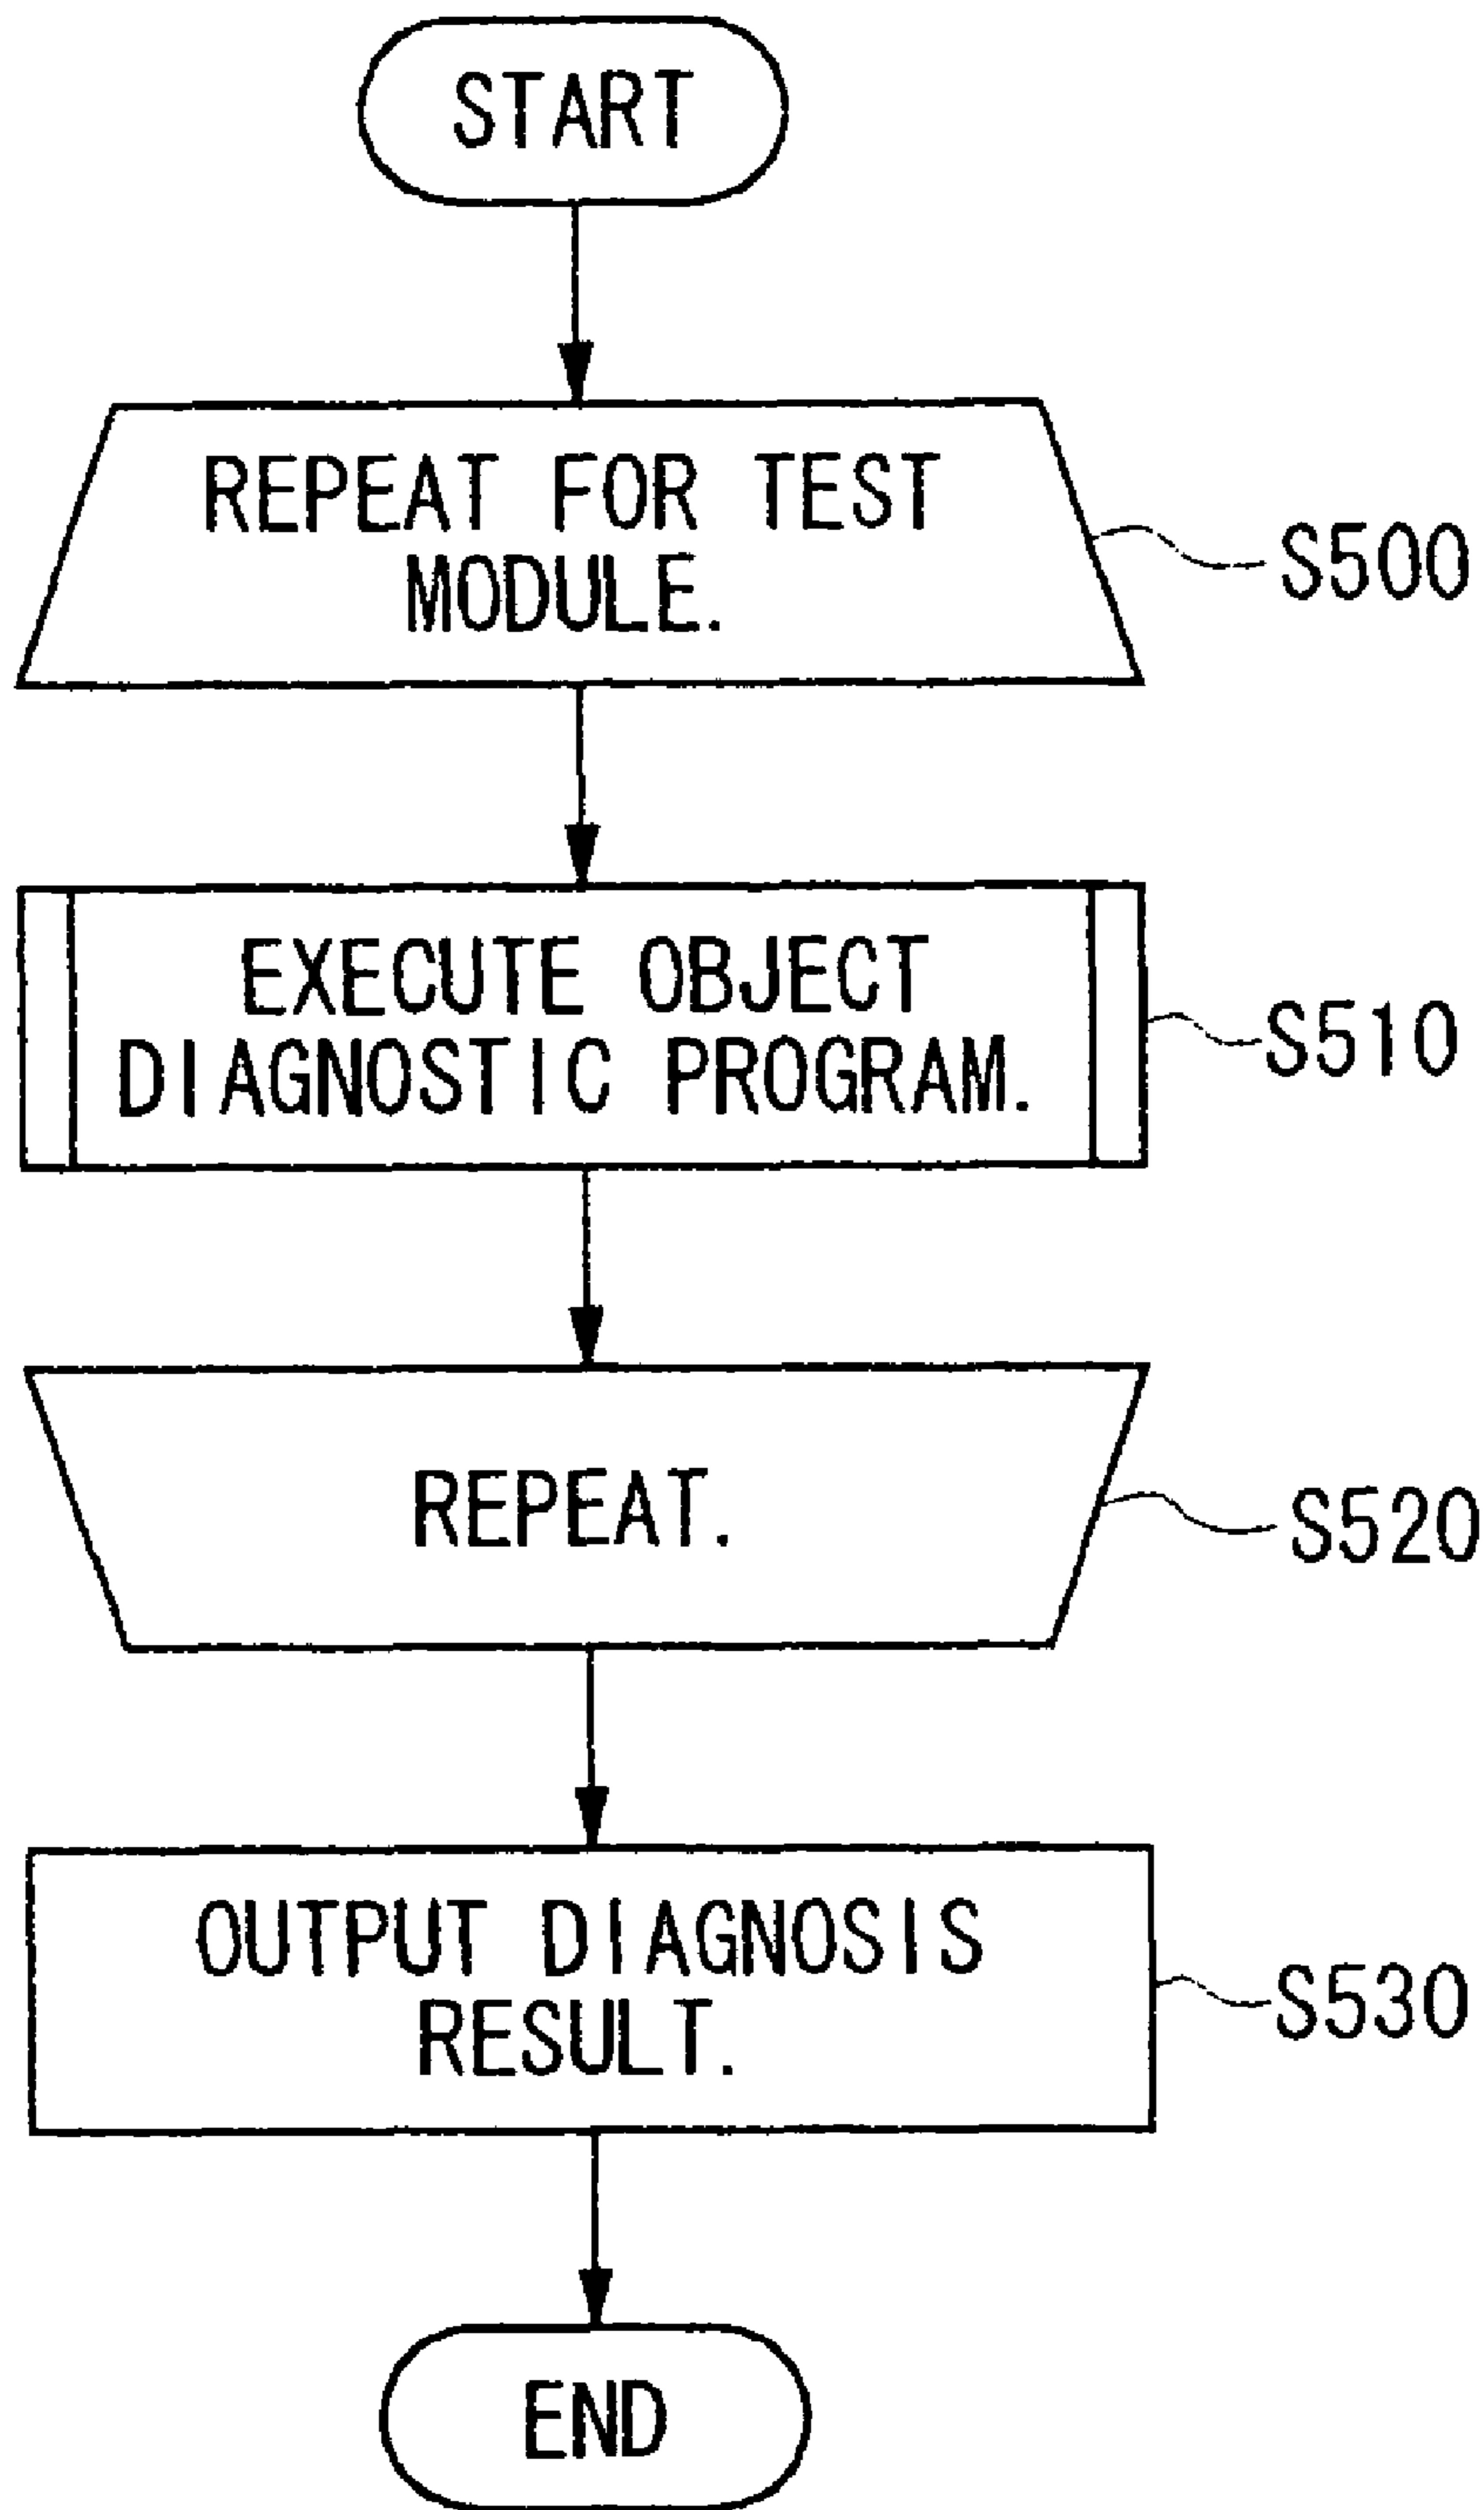 START
REPEAT FOR TEST
MODULE.
S500
EXECUTE OBJECT
DIAGNOSTIC PROGRAM.
S510
REPEAT.
S520
OUTPUT DIAGNOSIS
RESULT.
S530
END